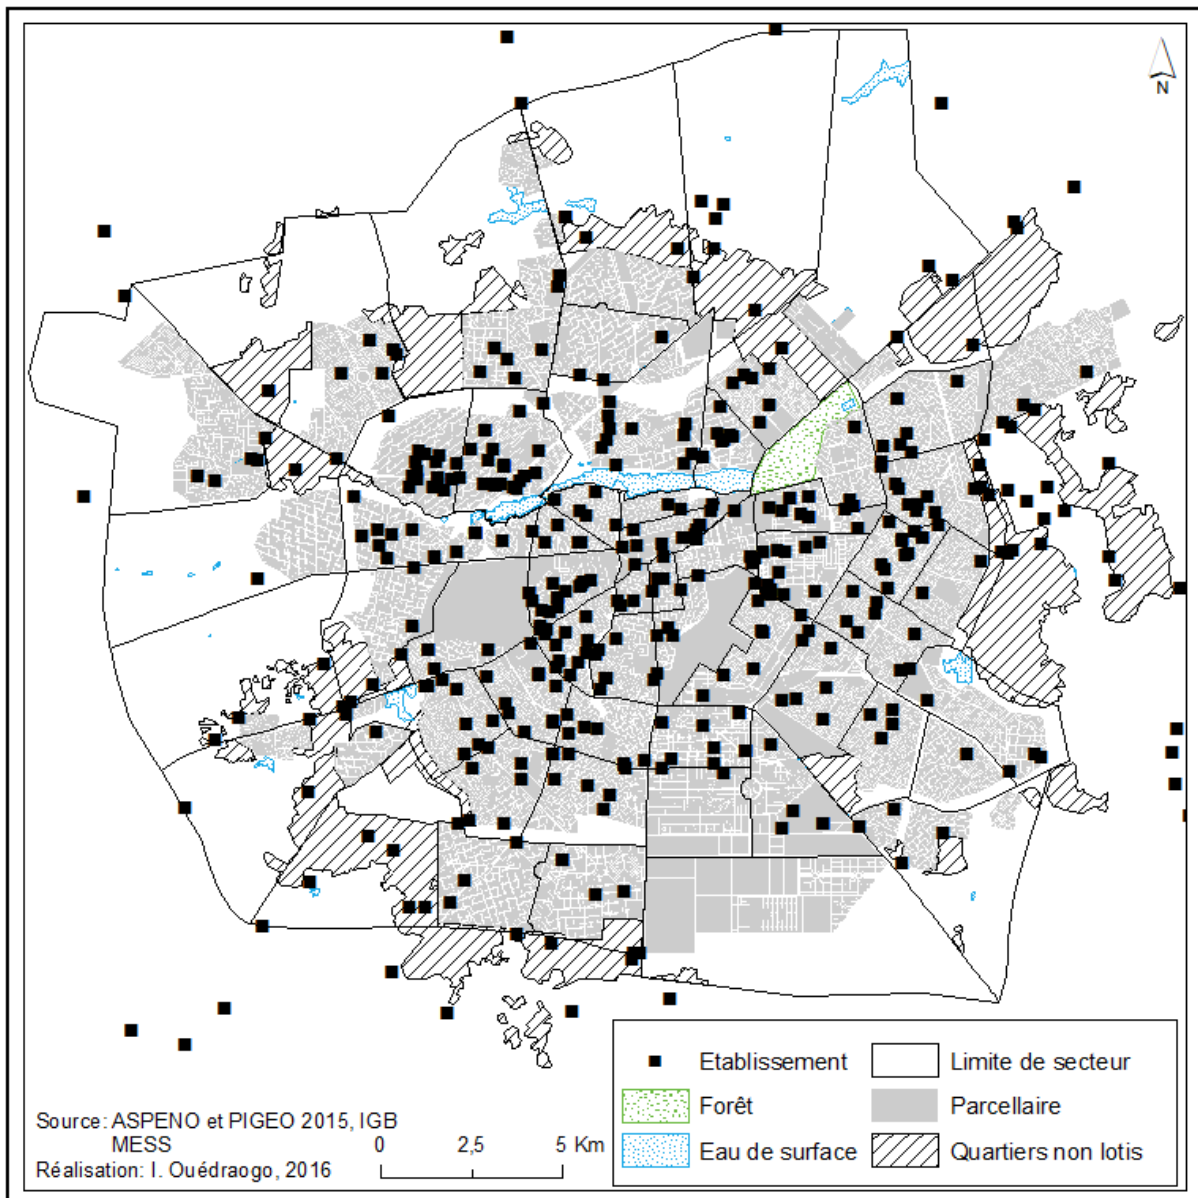 N
Etablissement
Limite de secteur
Forêt
Parcellaire
Eau de surface
Quartiers non lotis
Source: ASPENO et PIGEO 2015, IGB
MESS
Réalisation: I. Ouédraogo, 2016
0 2,5 5 Km